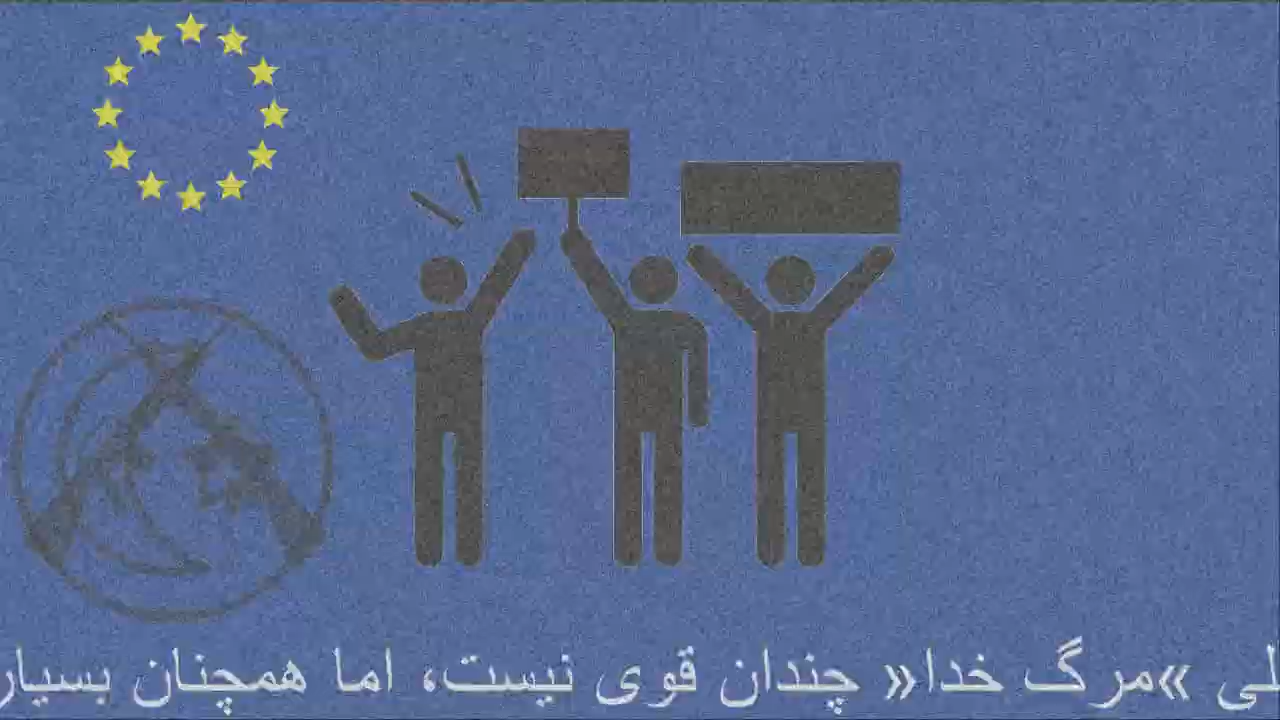 لی »مرگ خدا« چندان قوی نیست، اما همچنان بسیار